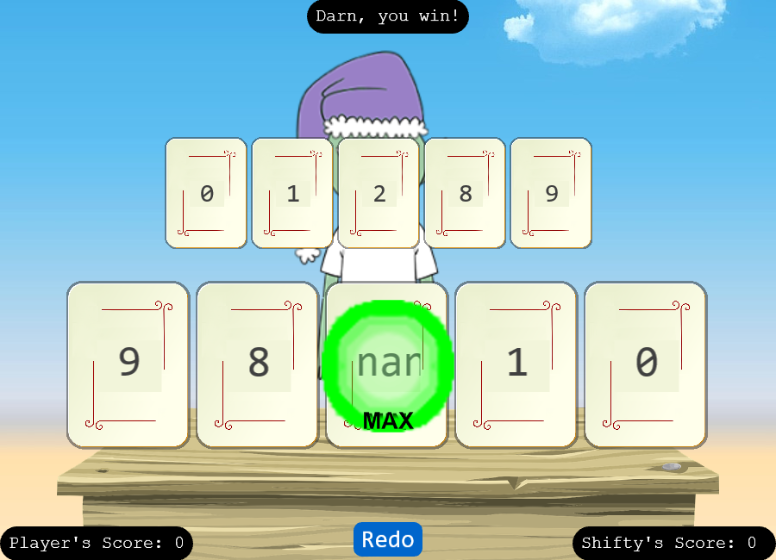 Darn, you win!
0 1 2 8 9
9 8 nan 1 0
MAX
Player's Score: 0
Redo
Shifty's Score: 0